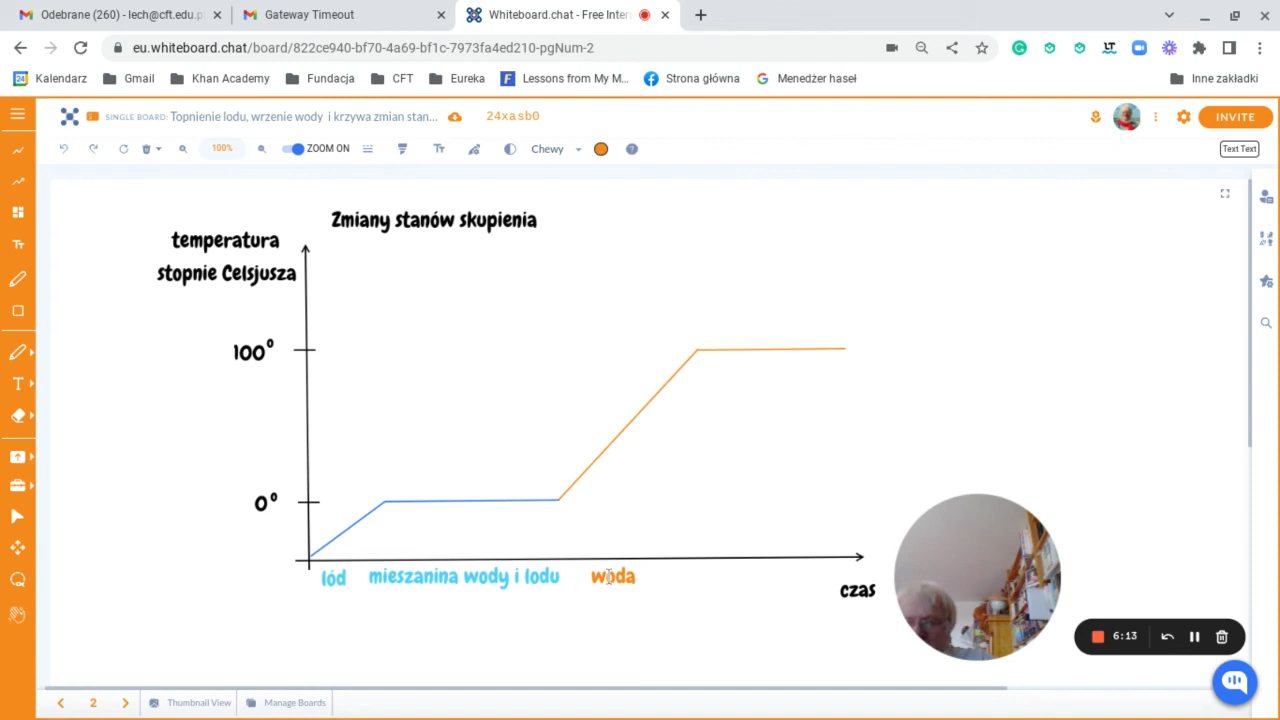 Odebrane (260) - lech@cft.edu.p
Gateway Timeout
Whiteboard.chat - Free Inter
eu.whiteboard.chat/board/822ce940-bf70-4a69-bf1c-7973fa4ed210-pgNum-2
Kalendarz
Gmail
Khan Academy
Fundacja
CFT
Eureka
Lessons from My M...
Strona główna
Menedżer haseł
Inne zakładki
SINGLE BOARD: Topnienie lodu, wrzenie wody i krzywa zmian stan...
24xasb0
INVITE
100%
ZOOM ON
Chewy
Text Text
Zmiany stanów skupienia
temperatura
stopnie Celsjusza
100°
0°
lód
mieszanina wody i lodu
woda
czas
6:13
2
Thumbnail View
Manage Boards